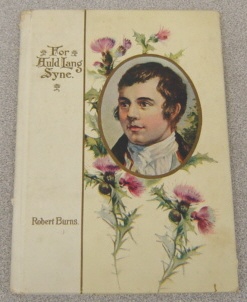 For
Auld Lang
Syne.
Robert Burns.